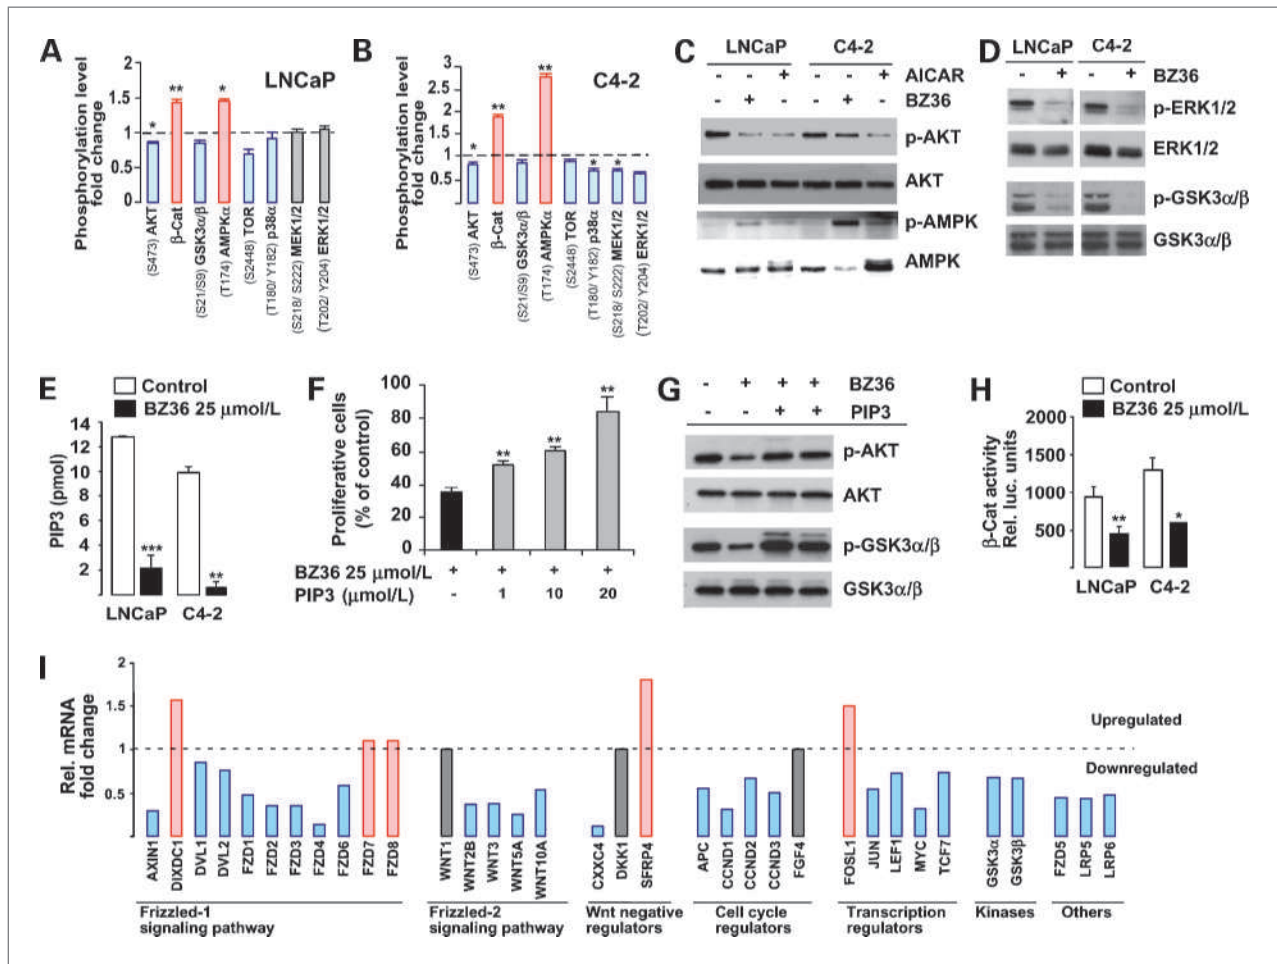 A
Phosphorylation level
fold change
2
1.5
1
0.5
LNCaP
*
**
*
(S473) AKT
β-Cat
(S21/S9) GSK3α/β
(T174) AMPKα
(S2448) TOR
(T180/ Y182) p38α
(S218/ S222) MEK1/2
(T202/ Y204) ERK1/2
B
Phosphorylation level
fold change
3
2.5
2
1.5
1
0.5
C4-2
*
**
**
*
*
(S473) AKT
β-Cat
(S21/S9) GSK3α/β
(T174) AMPKα
(S2448) TOR
(T180/ Y182) p38α
(S218/ S222) MEK1/2
(T202/ Y204) ERK1/2
C
LNCaP C4-2
- - + - - + AICAR
- + - + BZ36
p-AKT
AKT
p-AMPK
AMPK
D
LNCaP C4-2
- + - + BZ36
p-ERK1/2
ERK1/2
p-GSK3α/β
GSK3α/β
E
Control
BZ36 25 μmol/L
PIP3 (pmol)
14
12
10
8
6
4
2
***
**
LNCaP C4-2
F
Proliferative cells
(% of control)
100
80
60
40
20
0
**
**
**
BZ36 25 μmol/L + + + +
PIP3 (μmol/L) - 1 10 20
G
- + + + BZ36
- - + + PIP3
p-AKT
AKT
p-GSK3α/β
GSK3α/β
H
Control
BZ36 25 μmol/L
β-Cat activity
Rel. luc. units
2000
1500
1000
500
**
*
LNCaP C4-2
I
Rel. mRNA
fold change
2
1.5
1
0.5
Upregulated
Downregulated
AXIN1
DIXDC1
DVL1
DVL2
FZD1
FZD2
FZD3
FZD4
FZD6
FZD7
FZD8
WNT1
WNT2B
WNT3
WNT5A
WNT10A
CXXC4
DKK1
SFRP4
APC
CCND1
CCND2
CCND3
FGF4
FOSL1
JUN
LEF1
MYC
TCF7
GSK3α
GSK3β
FZD5
LRP5
LRP6
Frizzled-1
signaling pathway
Frizzled-2
signaling pathway
Wnt negative
regulators
Cell cycle
regulators
Transcription
regulators
Kinases
Others